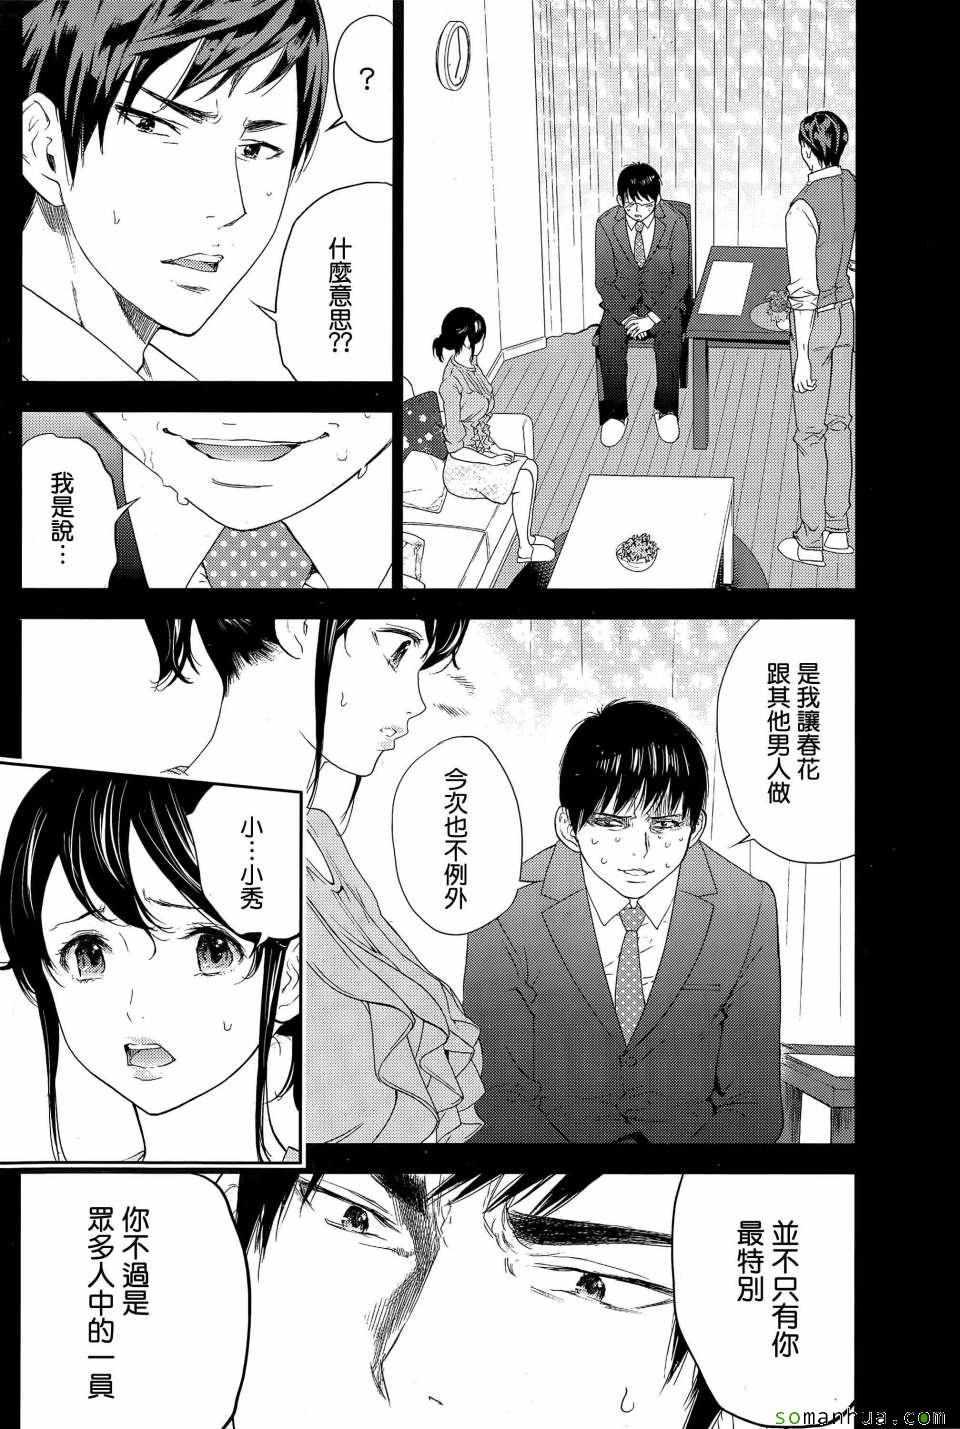 ?
什麼意思??
我是說…
是我讓春花
跟其他男人做
今次也不例外
小…小秀
並不只有你
最特別
你不過是
眾多人中的一員
somanhua.com